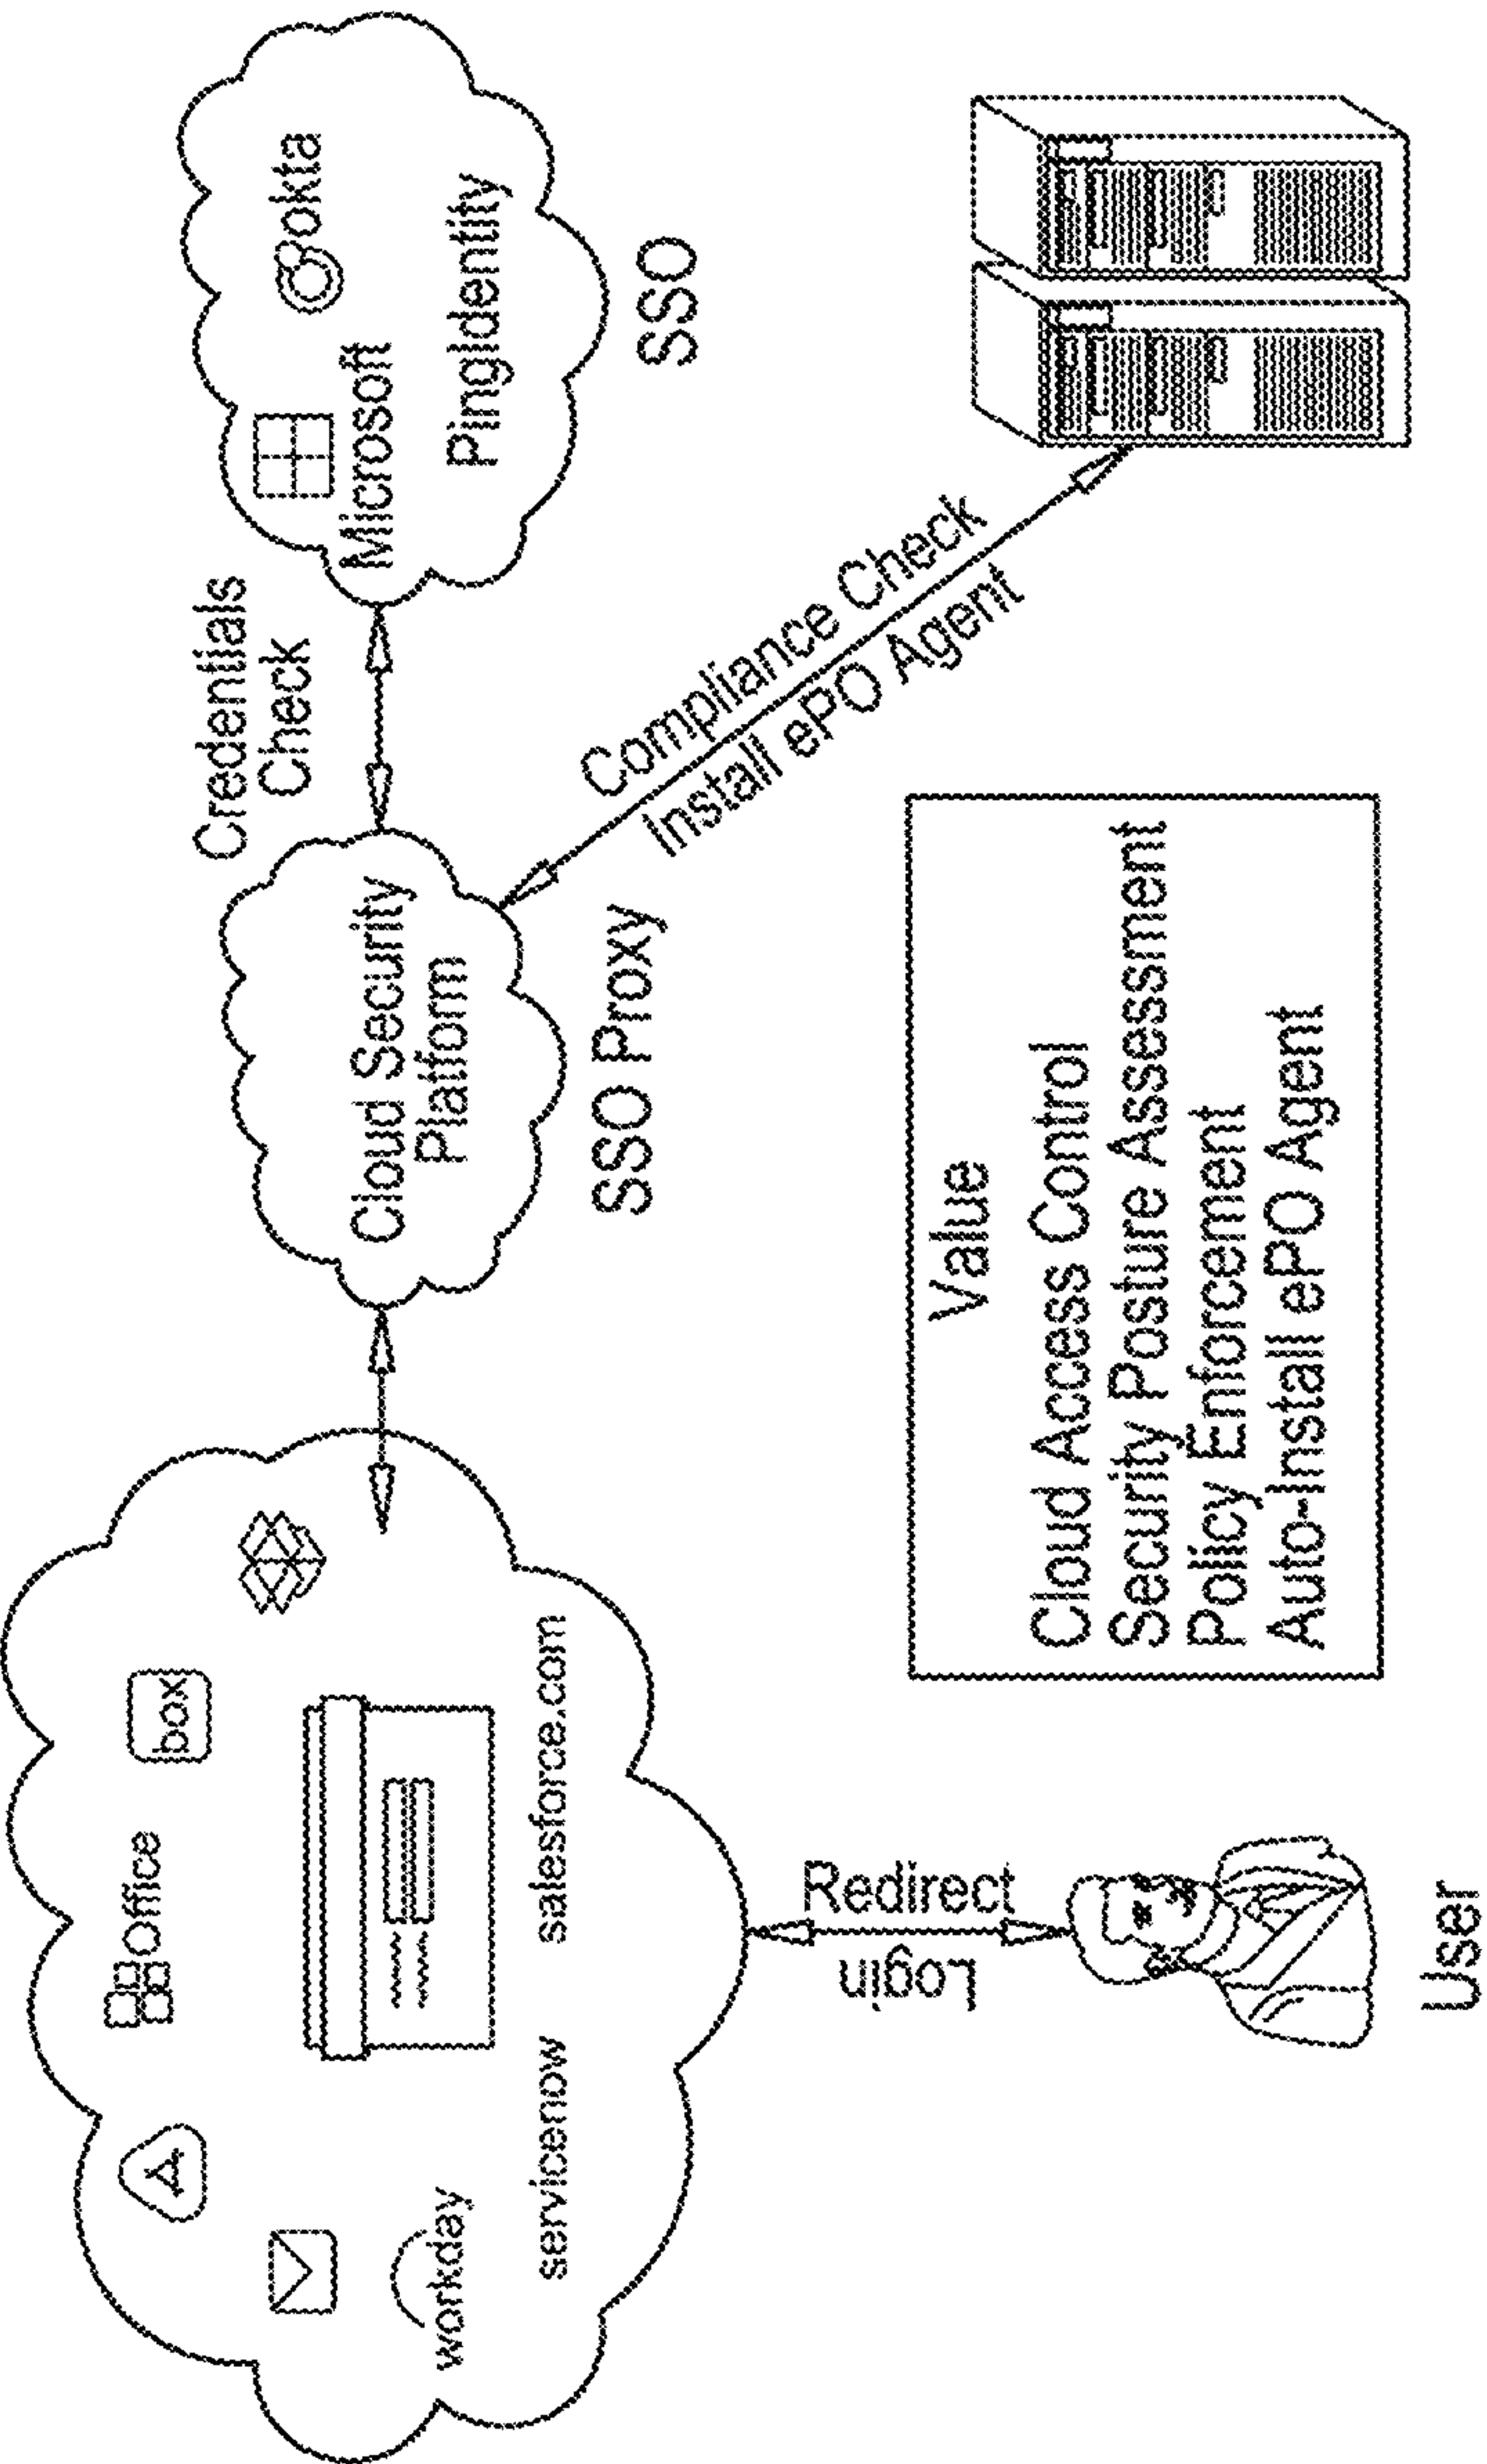 Office
box
workday
servicenow
salesforce.com
Login
Redirect
User
Cloud Security
Platform
SSO Proxy
Credentials
Check
Microsoft
okta
PingIdentity
SSO
Compliance Check
Install ePO Agent
Value
Cloud Access Control
Security Posture Assessment
Policy Enforcement
Auto-Install ePO Agent